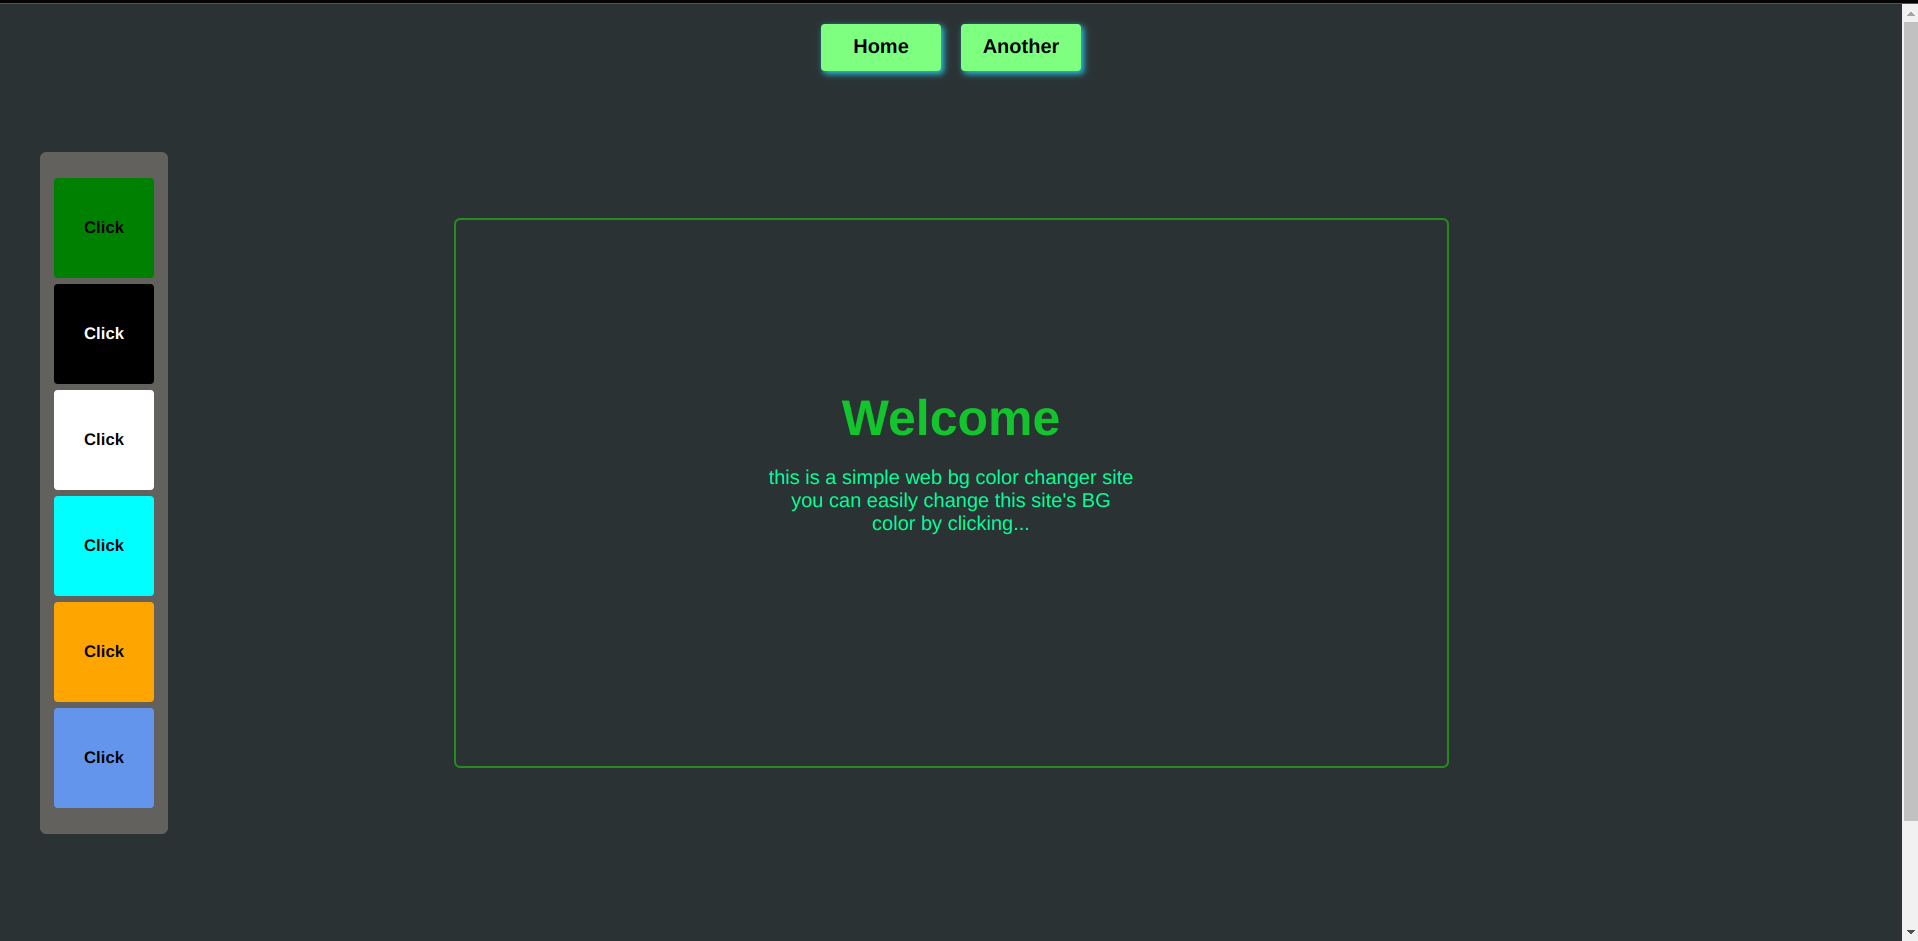 Home Another
Click
Click
Click
Click
Click
Click
Welcome
this is a simple web bg color changer site
you can easily change this site's BG
color by clicking...